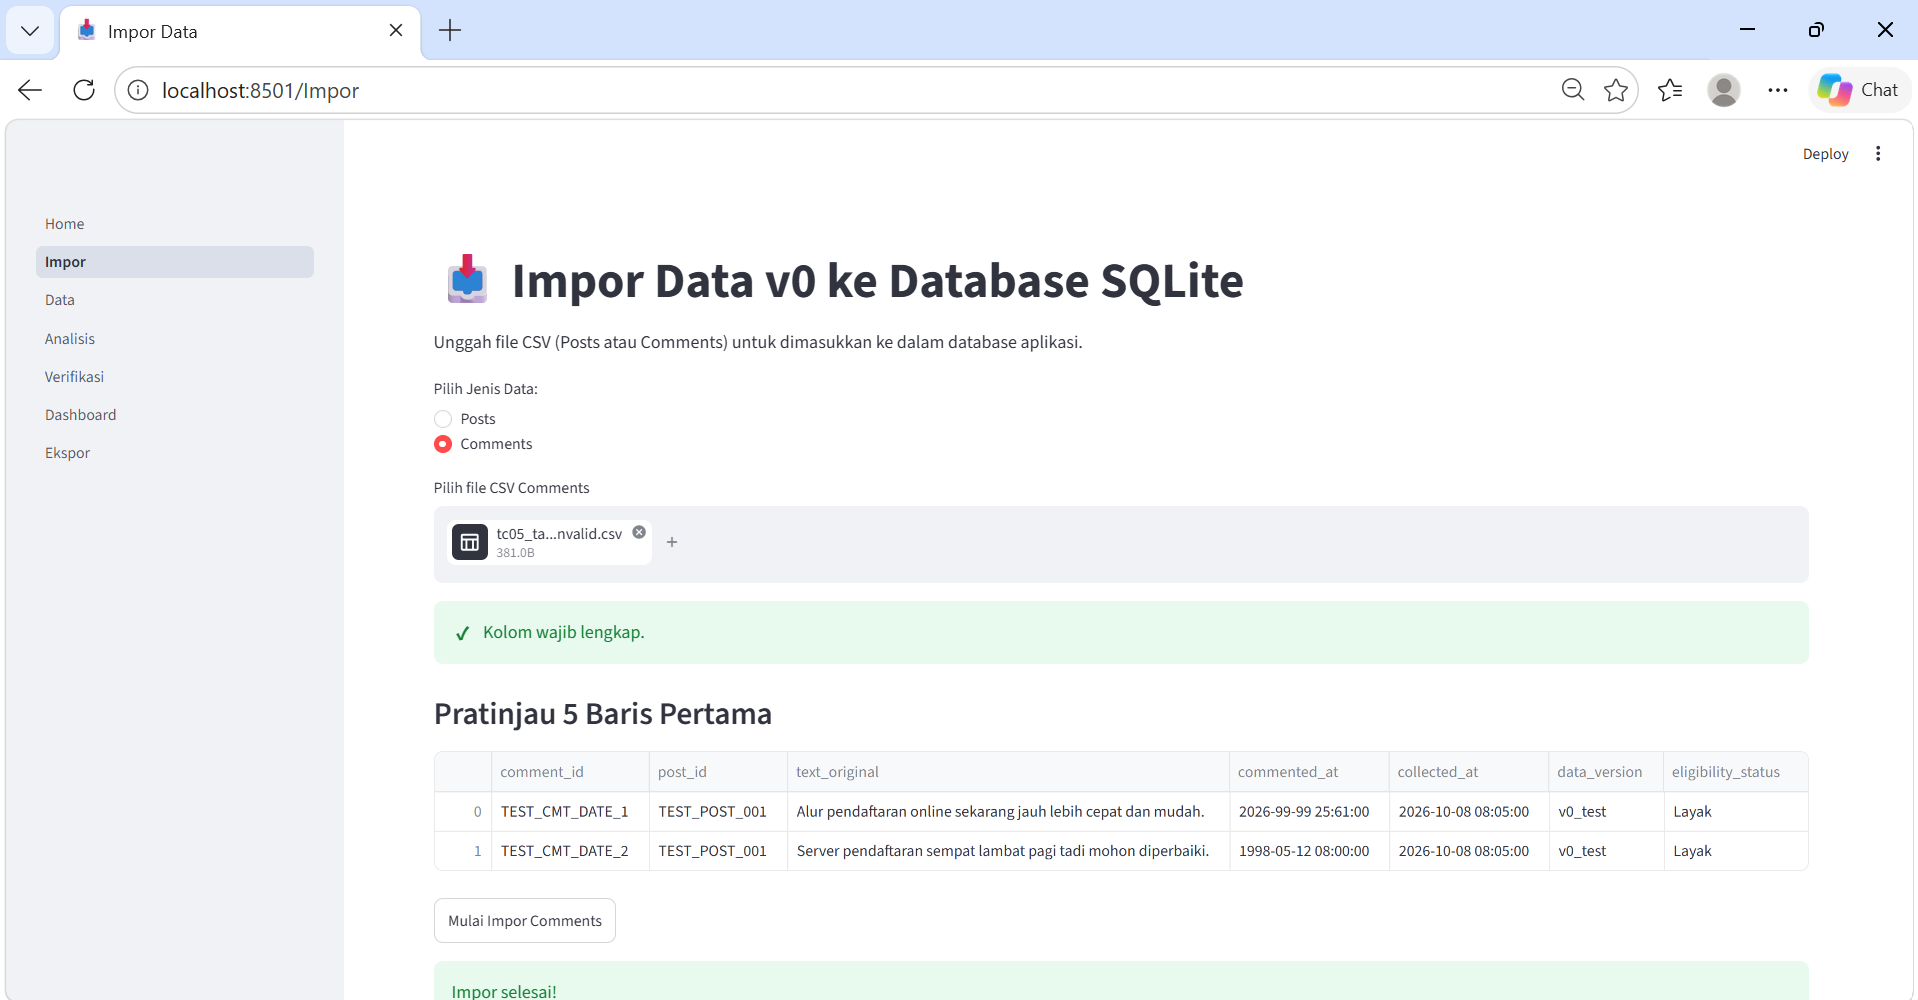 Impor Data
localhost:8501/Impor
Chat
Deploy
Home
Impor
Data
Analisis
Verifikasi
Dashboard
Ekspor
Impor Data v0 ke Database SQLite
Unggah file CSV (Posts atau Comments) untuk dimasukkan ke dalam database aplikasi.
Pilih Jenis Data:
Posts
Comments
Pilih file CSV Comments
tc05_ta...nvalid.csv
381.0B
Kolom wajib lengkap.
Pratinjau 5 Baris Pertama
comment_id post_id text_original commented_at collected_at data_version eligibility_status
0 TEST_CMT_DATE_1 TEST_POST_001 Alur pendaftaran online sekarang jauh lebih cepat dan mudah. 2026-99-99 25:61:00 2026-10-08 08:05:00 v0_test Layak
1 TEST_CMT_DATE_2 TEST_POST_001 Server pendaftaran sempat lambat pagi tadi mohon diperbaiki. 1998-05-12 08:00:00 2026-10-08 08:05:00 v0_test Layak
Mulai Impor Comments
Impor selesai!